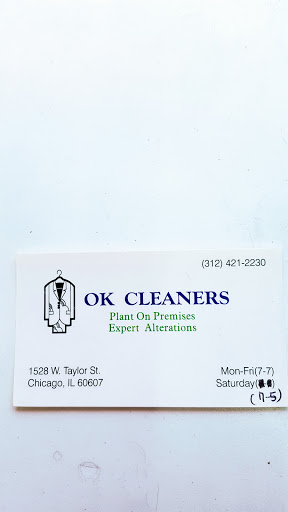 (312) 421-2230
OK CLEANERS
Plant On Premises
Expert Alterations
1528 W. Taylor St.
Chicago, IL 60607
Mon-Fri(7-7)
Saturday
(7-5)